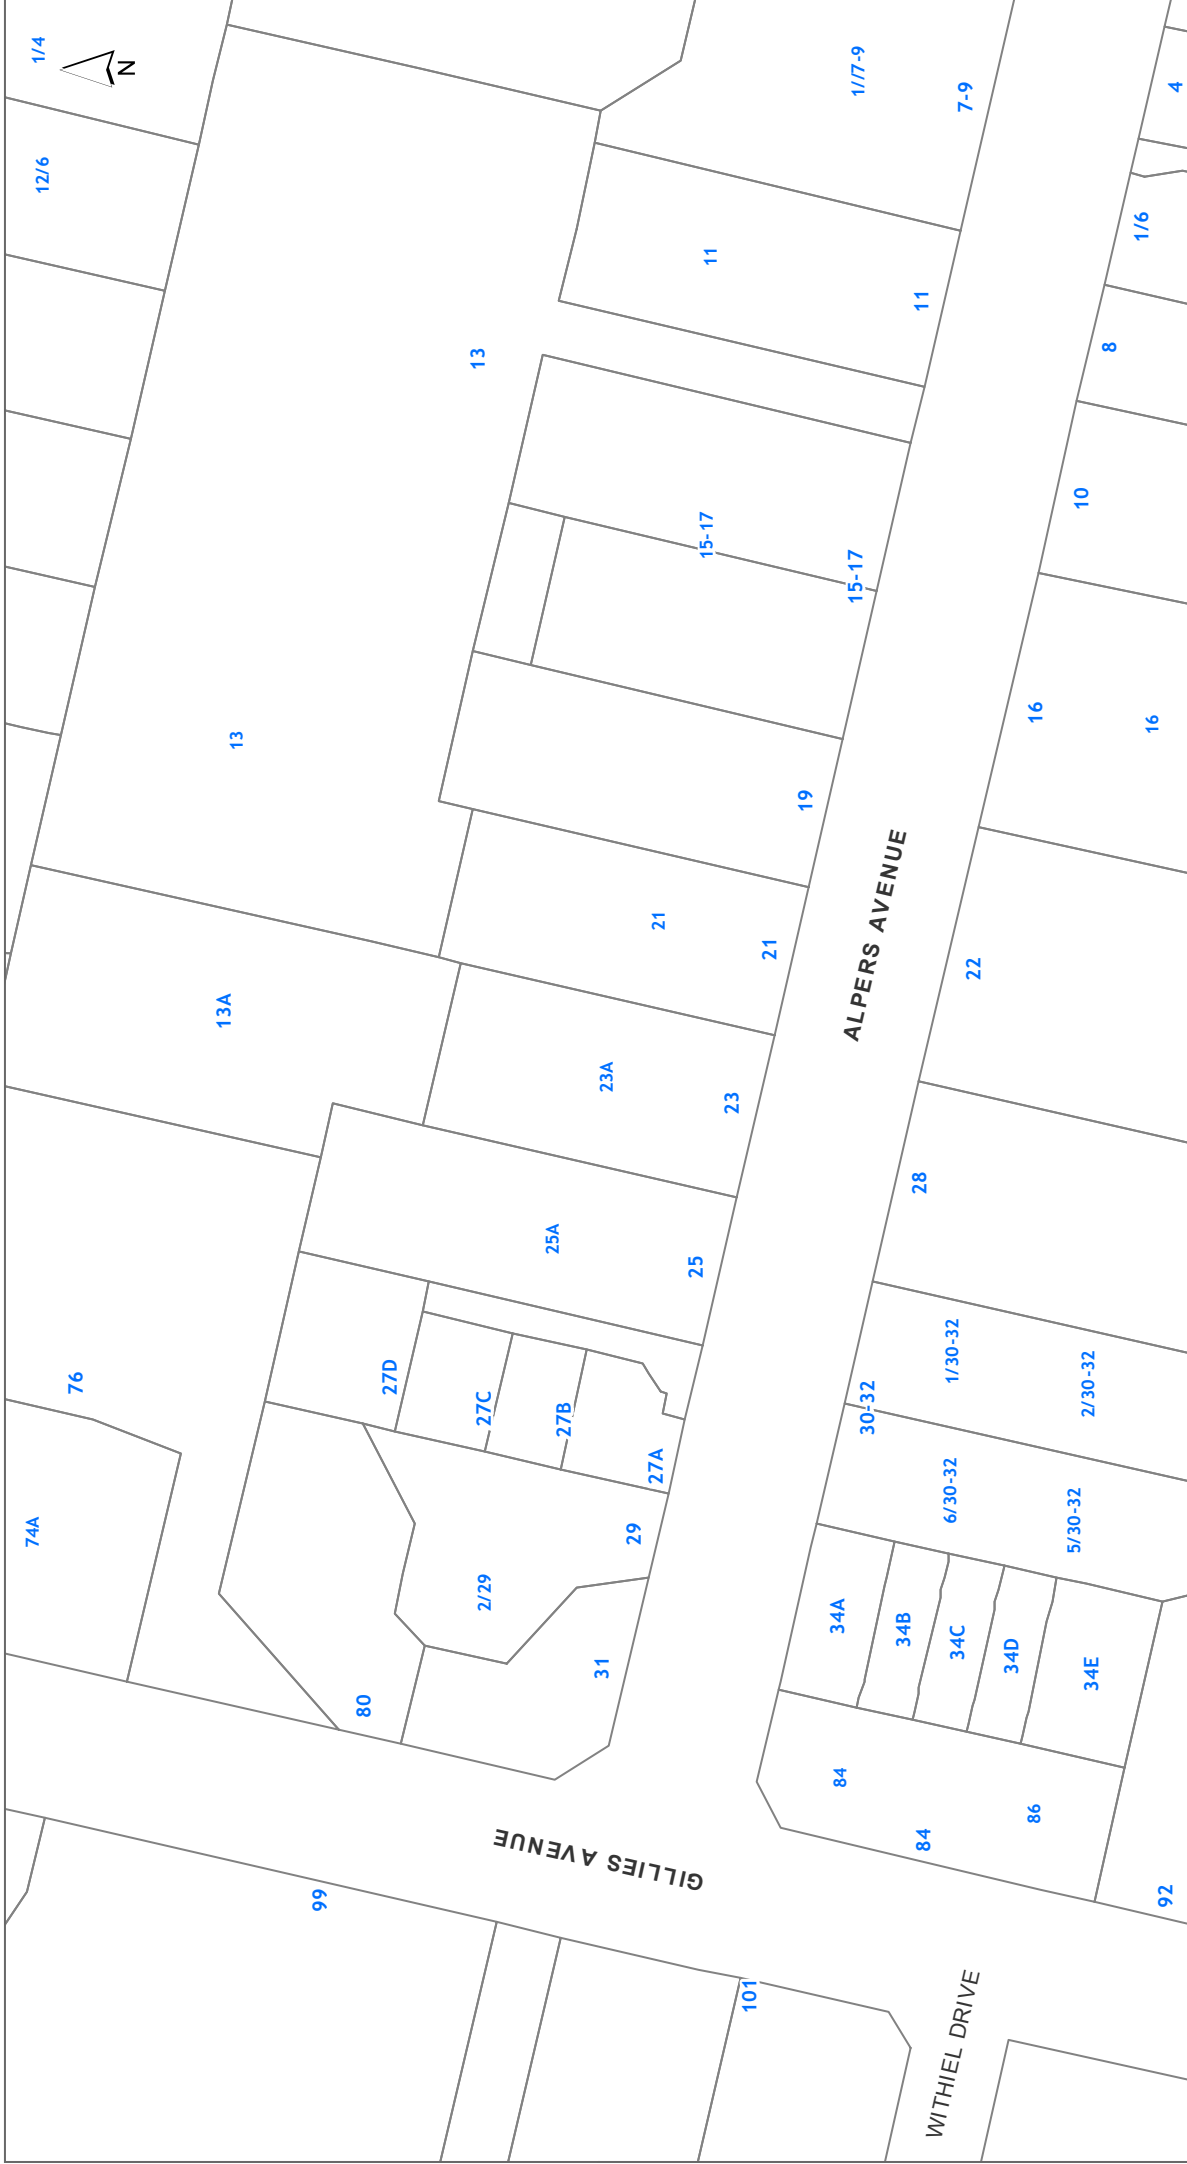 74A
1/4
12/6
76
N
13A
13
99
80
27D
13
2/29
27C
25A
27B
GILLIES AVENUE
31
23A
29
27A
21
25
15-17
11
23
101
21
19
84
34A
15-17
1//7-9
30-32
ALPERS AVENUE
34B
28
11
84
6/30-32
1/30-32
WITHIEL DRIVE
34C
7-9
22
34D
86
16
5/30-32
10
2/30-32
34E
8
1/6
16
92
4